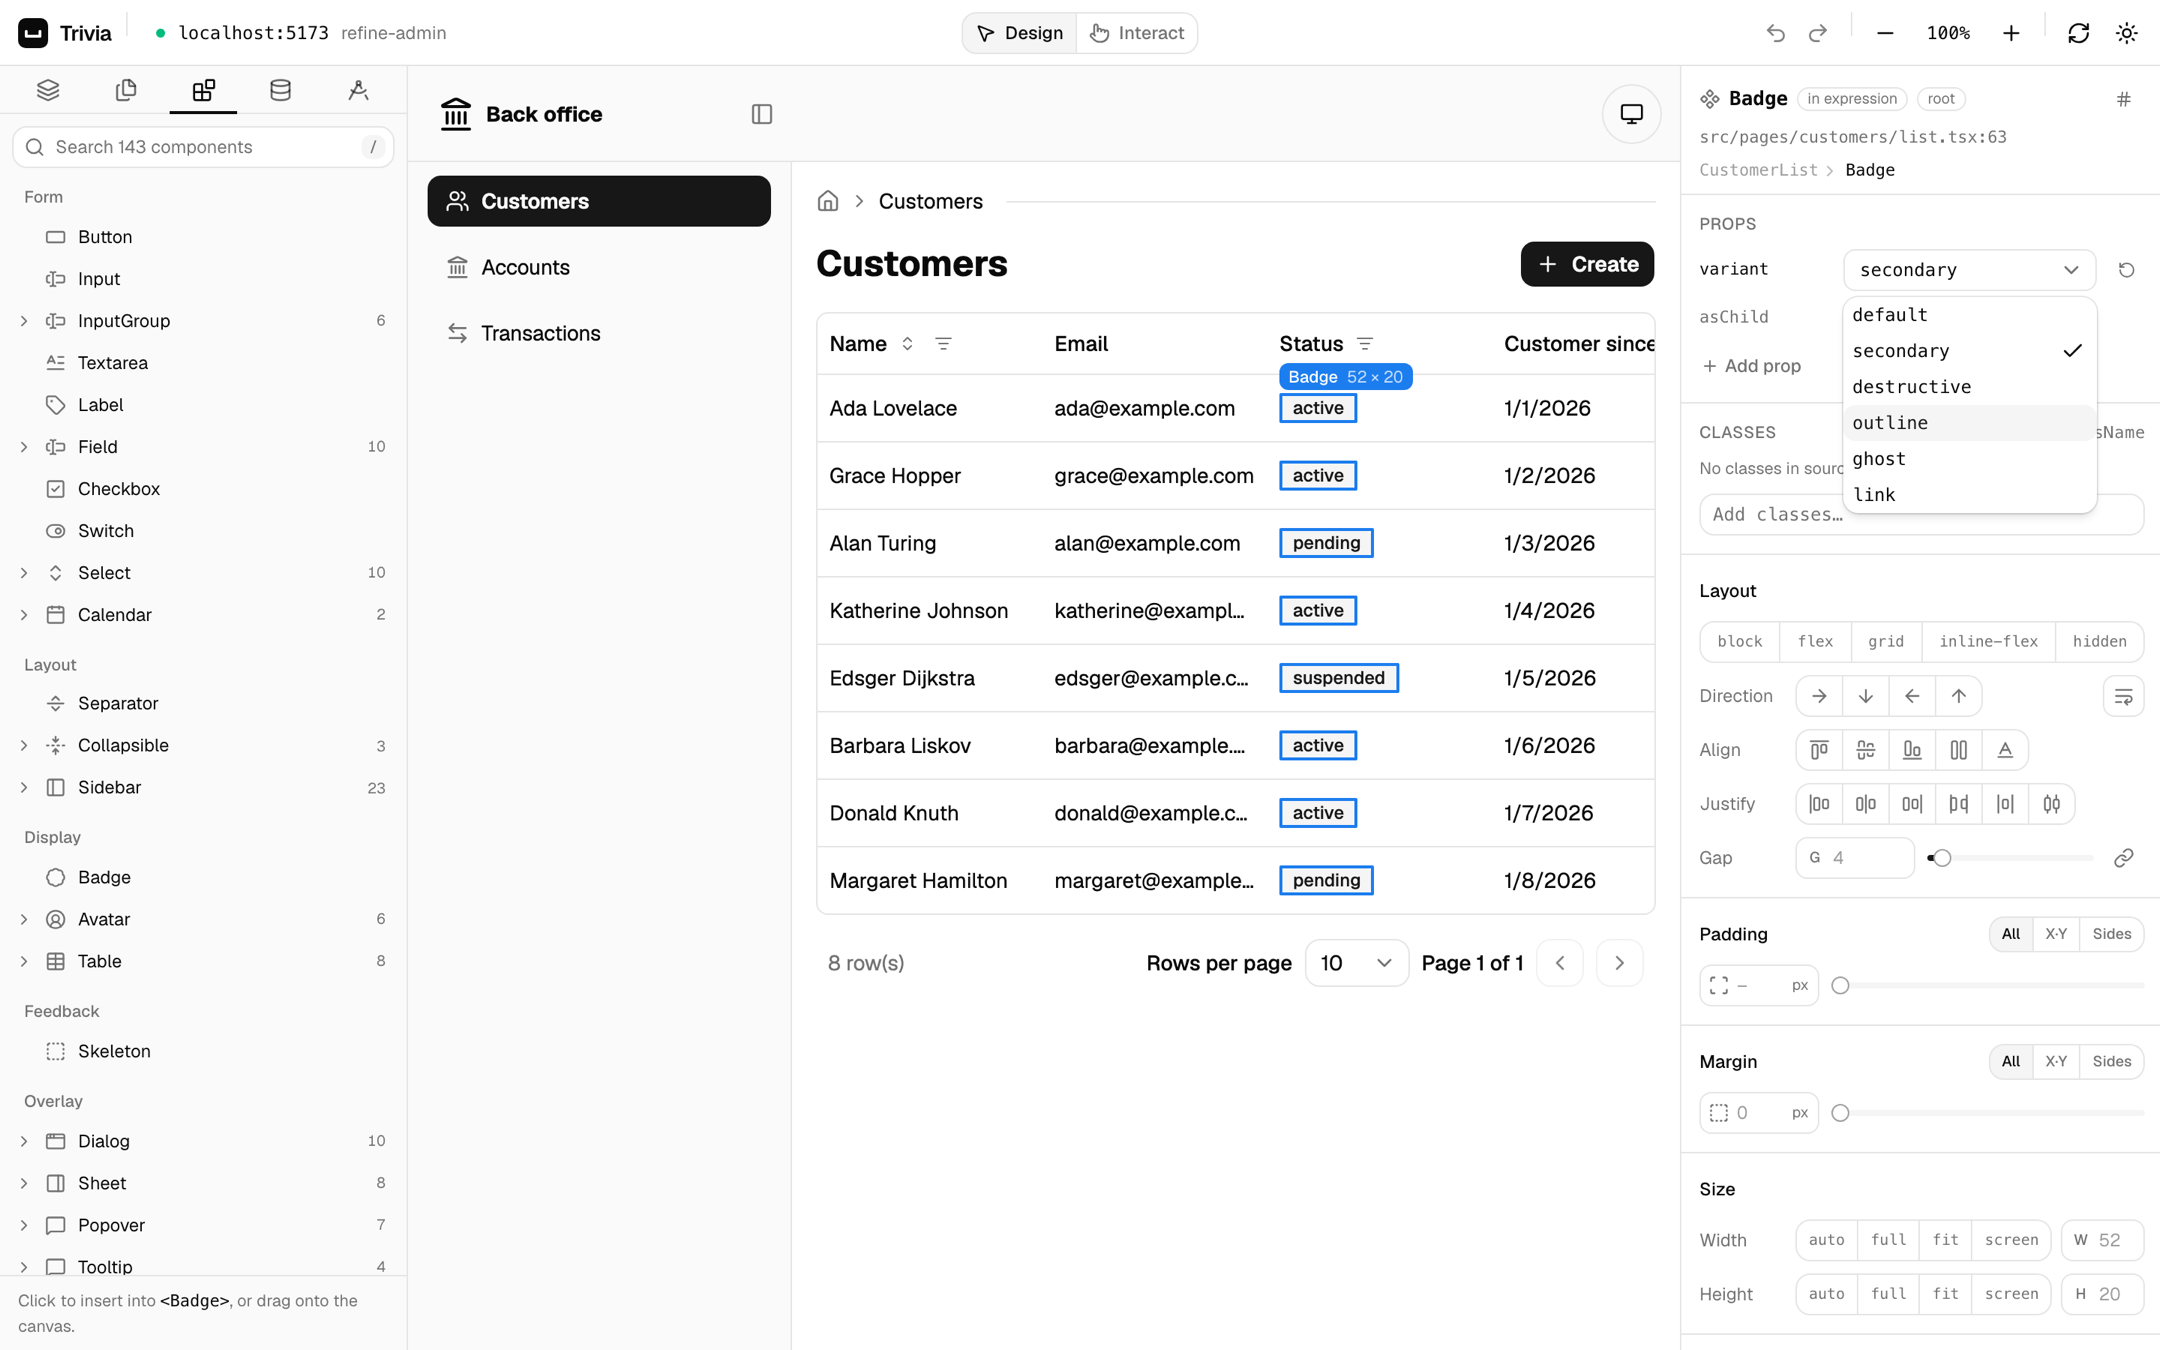 Trivia
localhost:5173 refine-admin
Design
Interact
100%
Search 143 components /
Form
Button
Input
InputGroup 6
Textarea
Label
Field 10
Checkbox
Switch
Select 10
Calendar 2
Layout
Separator
Collapsible 3
Sidebar 23
Display
Badge
Avatar 6
Table 8
Feedback
Skeleton
Overlay
Dialog 10
Sheet 8
Popover 7
Tooltip 4
Click to insert into <Badge>, or drag onto the
canvas.
Back office
Customers
Accounts
Transactions
Customers
Customers
Create
Name Email Status Customer since
Badge 52 × 20
Ada Lovelace ada@example.com active 1/1/2026
Grace Hopper grace@example.com active 1/2/2026
Alan Turing alan@example.com pending 1/3/2026
Katherine Johnson katherine@exampl… active 1/4/2026
Edsger Dijkstra edsger@example.c… suspended 1/5/2026
Barbara Liskov barbara@example.… active 1/6/2026
Donald Knuth donald@example.c… active 1/7/2026
Margaret Hamilton margaret@example… pending 1/8/2026
8 row(s) Rows per page 10 Page 1 of 1
Badge in expression root #
src/pages/customers/list.tsx:63
CustomerList > Badge
PROPS
variant secondary
asChild
+ Add prop
default
secondary
destructive
outline
ghost
link
CLASSES sName
No classes in sourc
Add classes…
Layout
block flex grid inline-flex hidden
Direction
Align
Justify
Gap G 4
Padding All X·Y Sides
– px
Margin All X·Y Sides
0 px
Size
Width auto full fit screen W 52
Height auto full fit screen H 20